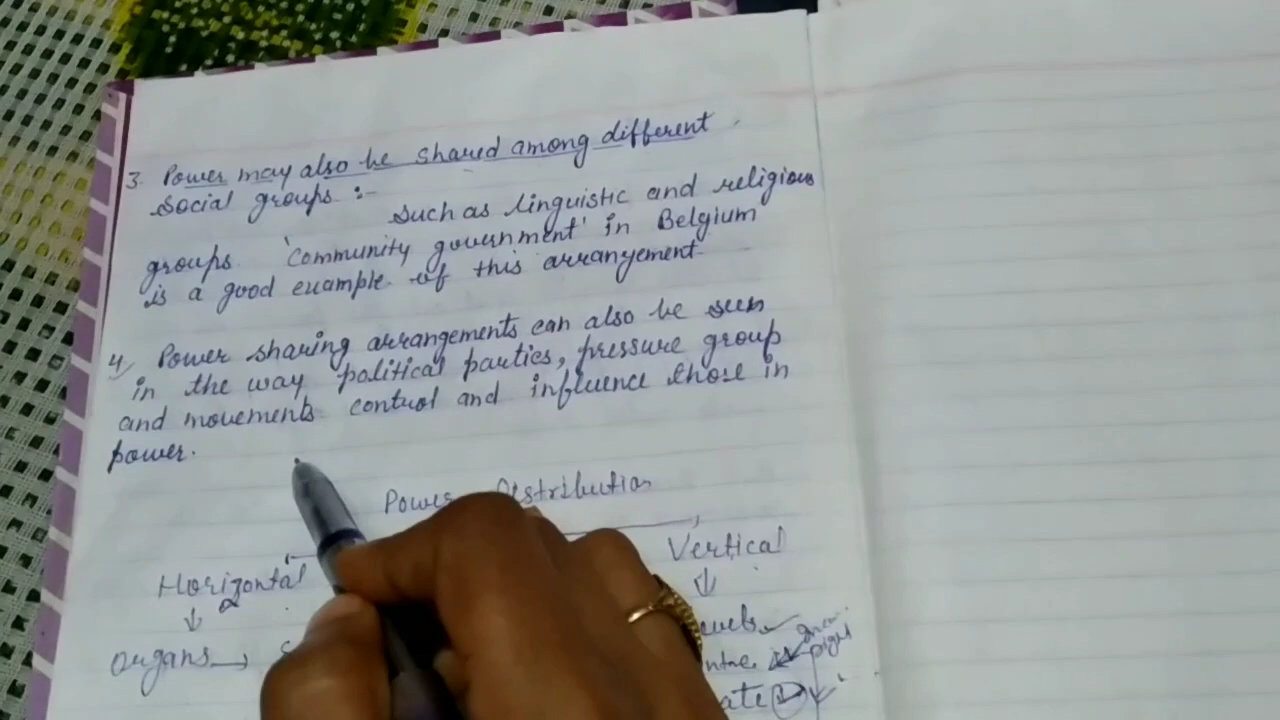 3. Power may also be shared among different
social groups :-
such as linguistic and religious
groups. 'Community government' in Belgium
is a good example of this arrangement.
4, Power sharing arrangements can also be seen
in the way political parties, pressure group
and movements control and influence those in
power.
Power Distribution
Horizontal
Vertical
Organs →